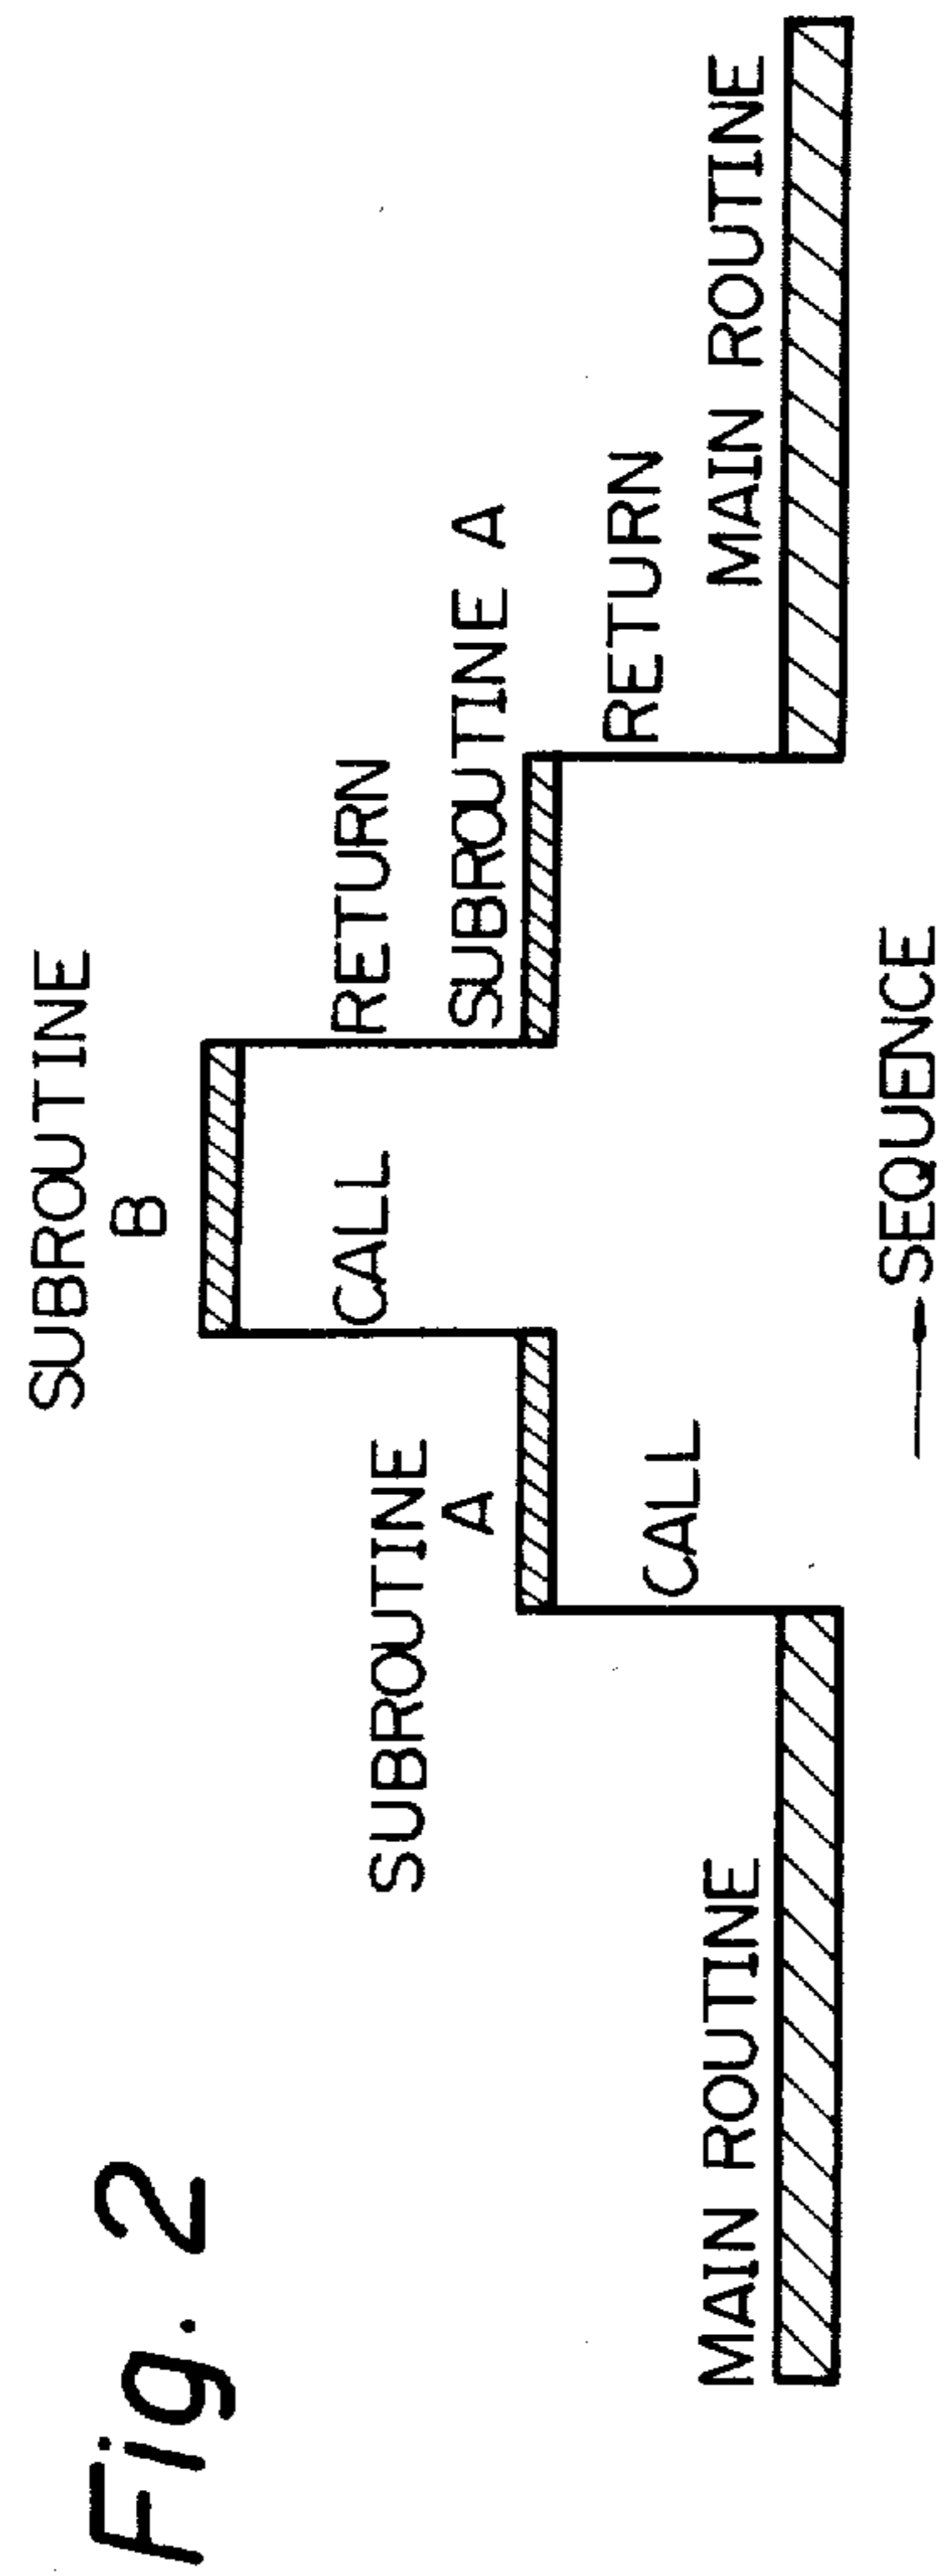 Fig. 2
SUBROUTINE
B
SUBROUTINE
A
CALL
RETURN
SUBROUTINE A
CALL
RETURN
MAIN ROUTINE
MAIN ROUTINE
SEQUENCE